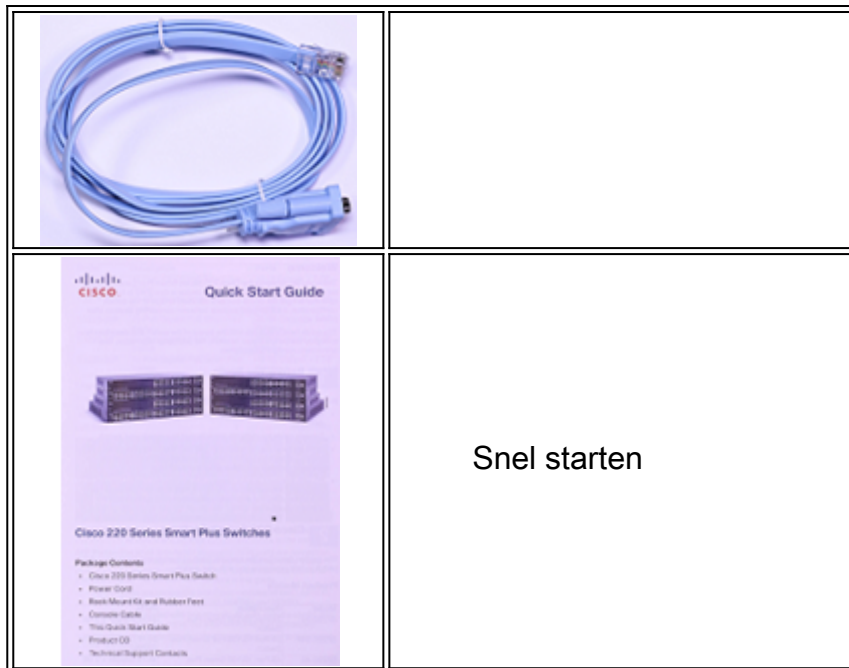 CISCO
Quick Start Guide
Snel starten
Cisco 220 Series Smart Plus Switches
Package Contents
• Cisco 220 Series Smart Plus Switch
• Power Cord
• Rack-Mount Kit and Rubber Feet
• Console Cable
• This Quick Start Guide
• Product CD
• Technical Support Contacts